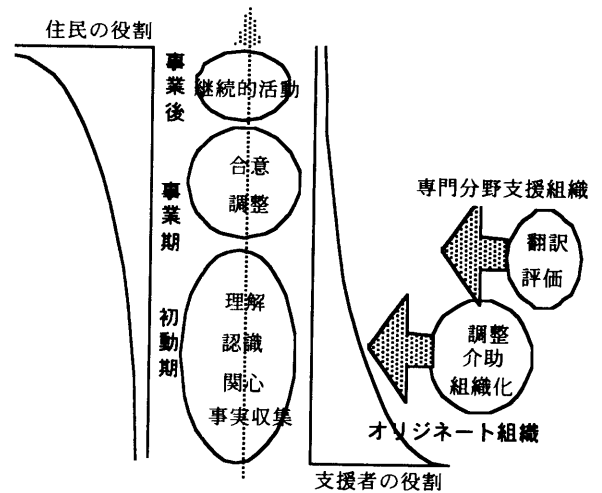 住民の役割
事業後
継続的活動
事業期
合意
調整
初動期
理解
認識
関心
事実収集
専門分野支援組織
翻訳
評価
調整
介助
組織化
オリジネート組織
支援者の役割